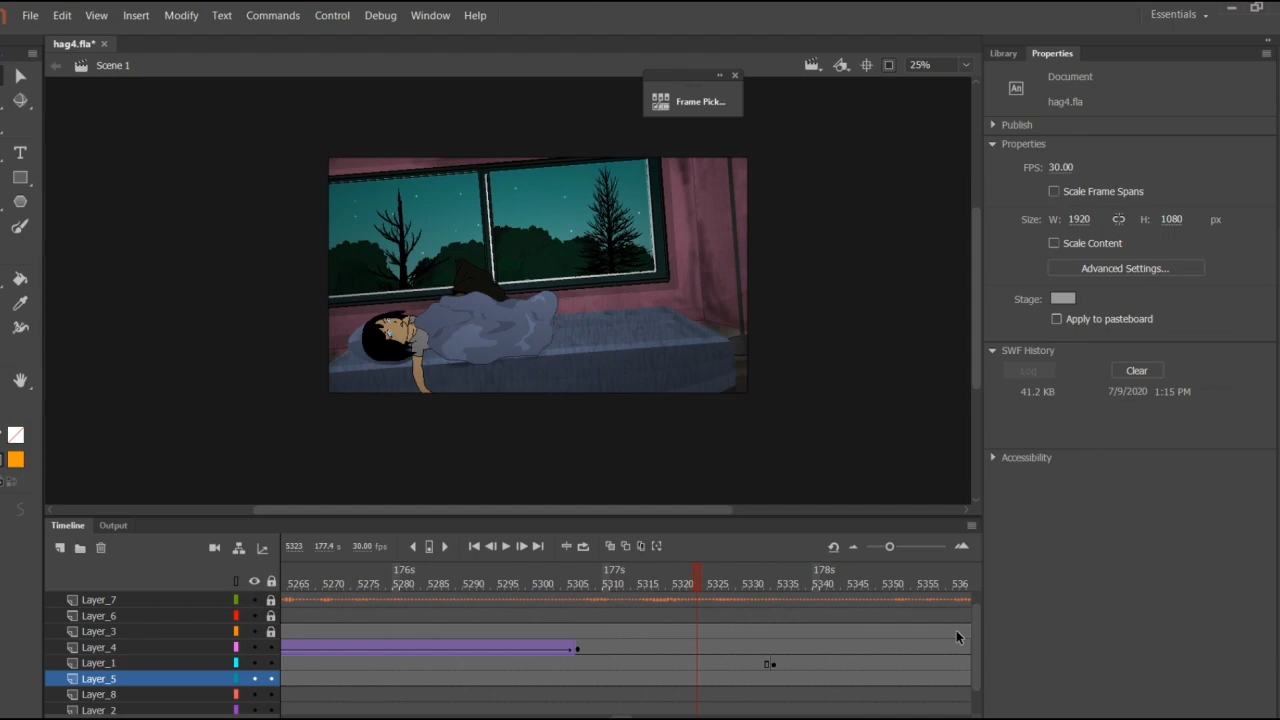 File Edit View Insert Modify Text Commands Control Debug Window Help Essentials
hag4.fla* ×
Library Properties
Scene 1
25%
Document
An
hag4.fla
Frame Pick...
Publish
Properties
FPS: 30.00
Scale Frame Spans
Size: W: 1920 H: 1080 px
Scale Content
Advanced Settings...
Stage:
Apply to pasteboard
SWF History
Log Clear
41.2 KB 7/9/2020 1:15 PM
Accessibility
Timeline Output
5323 177.4 s 30.00 fps
176s 177s 178s
5265 5270 5275 5280 5285 5290 5295 5300 5305 5310 5315 5320 5325 5330 5335 5340 5345 5350 5355 536
Layer_7
Layer_6
Layer_3
Layer_4
Layer_1
Layer_5
Layer_8
Layer_2